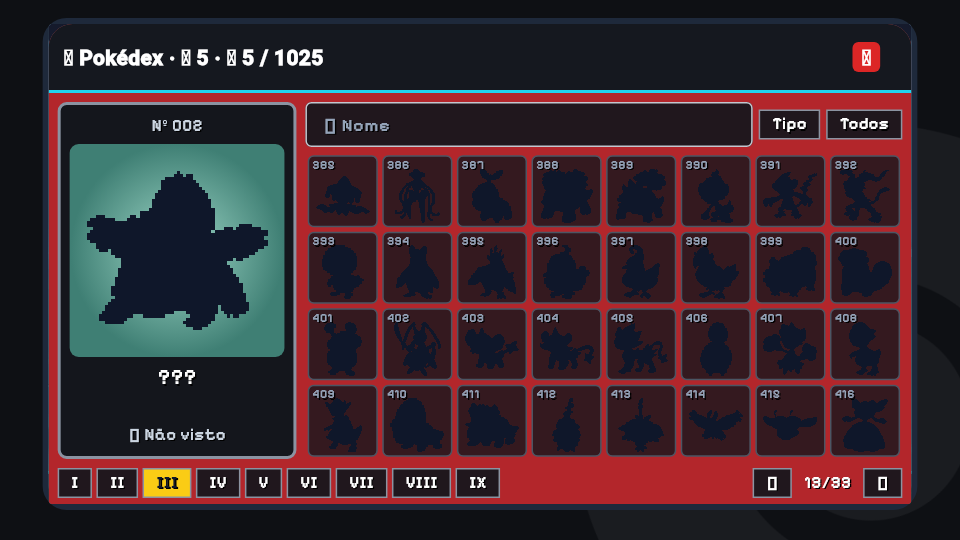 Pokédex · 5 · 5 / 1025
Nº 002
???
Não visto
Nome
Tipo
Todos
385 386 387 388 389 390 391 392
393 394 395 396 397 398 399 400
401 402 403 404 405 406 407 408
409 410 411 412 413 414 415 416
I II III IV V VI VII VIII IX
13/33